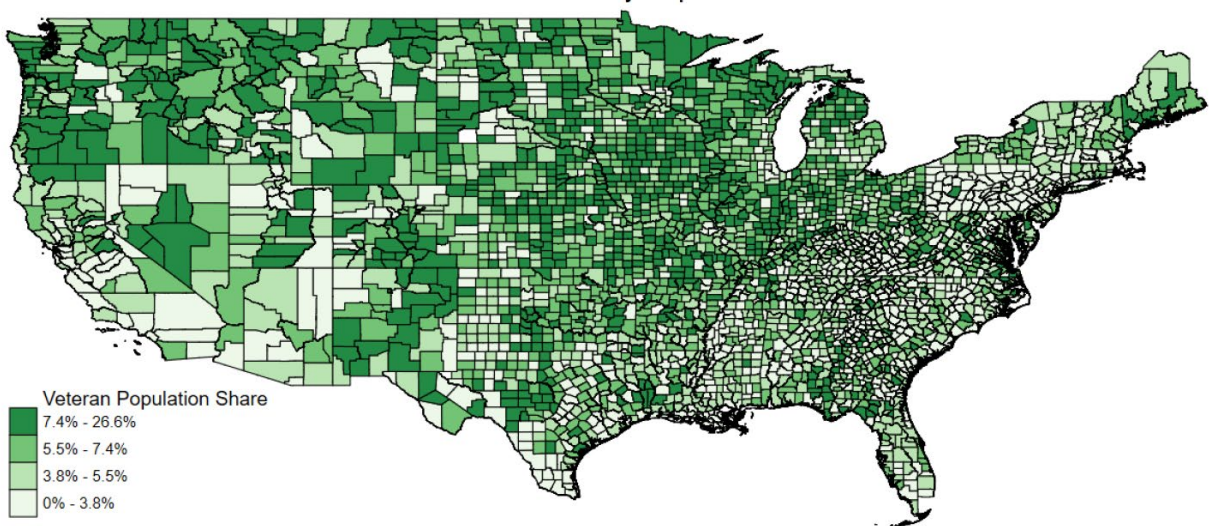 Veteran Population Share
7.4% - 26.6%
5.5% - 7.4%
3.8% - 5.5%
0% - 3.8%